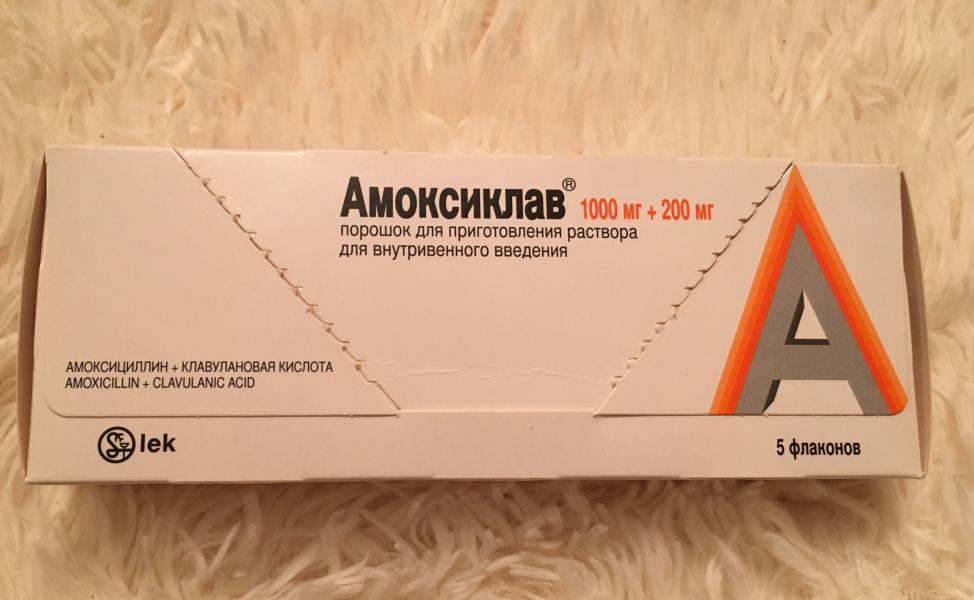 Амоксиклав® 1000 мг + 200 мг
порошок для приготовления раствора
для внутривенного введения
АМОКСИЦИЛЛИН + КЛАВУЛАНОВАЯ КИСЛОТА
AMOXICILLIN + CLAVULANIC ACID
lek
5 флаконов
A